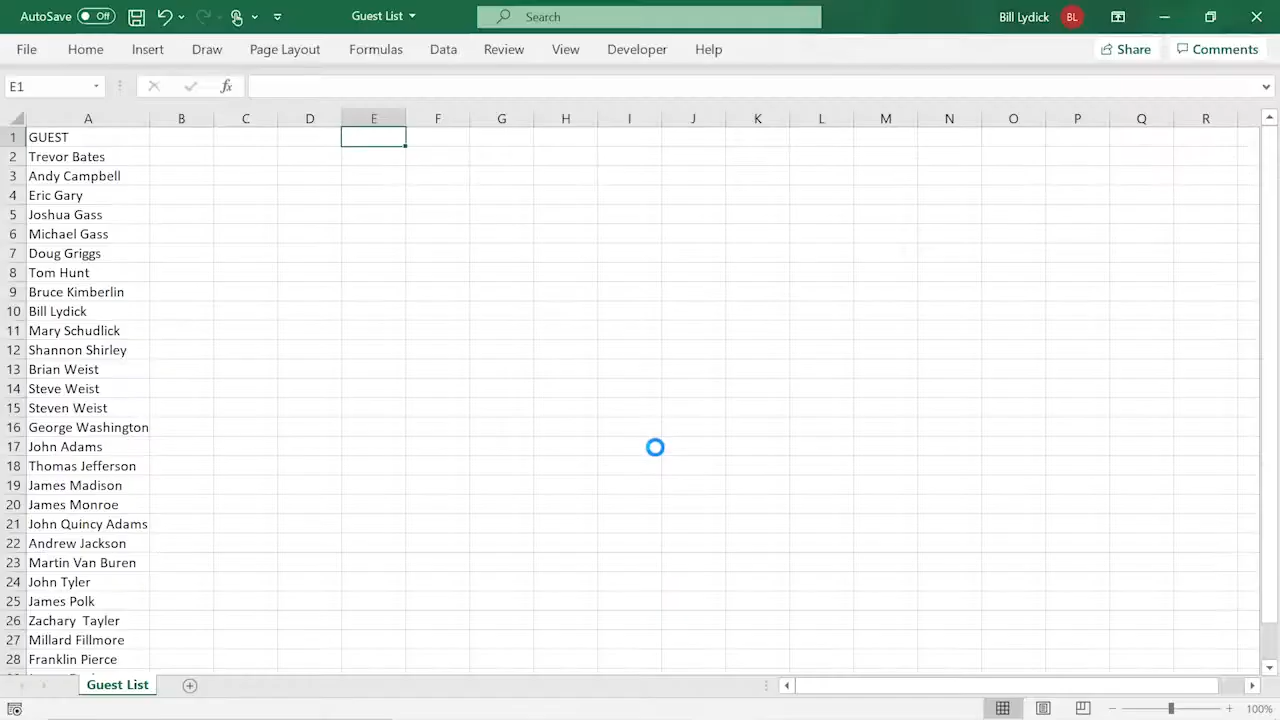 AutoSave Off Guest List Search Bill Lydick BL
File Home Insert Draw Page Layout Formulas Data Review View Developer Help Share Comments
E1 fx
A B C D E F G H I J K L M N O P Q R
1 GUEST
2 Trevor Bates
3 Andy Campbell
4 Eric Gary
5 Joshua Gass
6 Michael Gass
7 Doug Griggs
8 Tom Hunt
9 Bruce Kimberlin
10 Bill Lydick
11 Mary Schudlick
12 Shannon Shirley
13 Brian Weist
14 Steve Weist
15 Steven Weist
16 George Washington
17 John Adams
18 Thomas Jefferson
19 James Madison
20 James Monroe
21 John Quincy Adams
22 Andrew Jackson
23 Martin Van Buren
24 John Tyler
25 James Polk
26 Zachary  Tayler
27 Millard Fillmore
28 Franklin Pierce
Guest List
100%